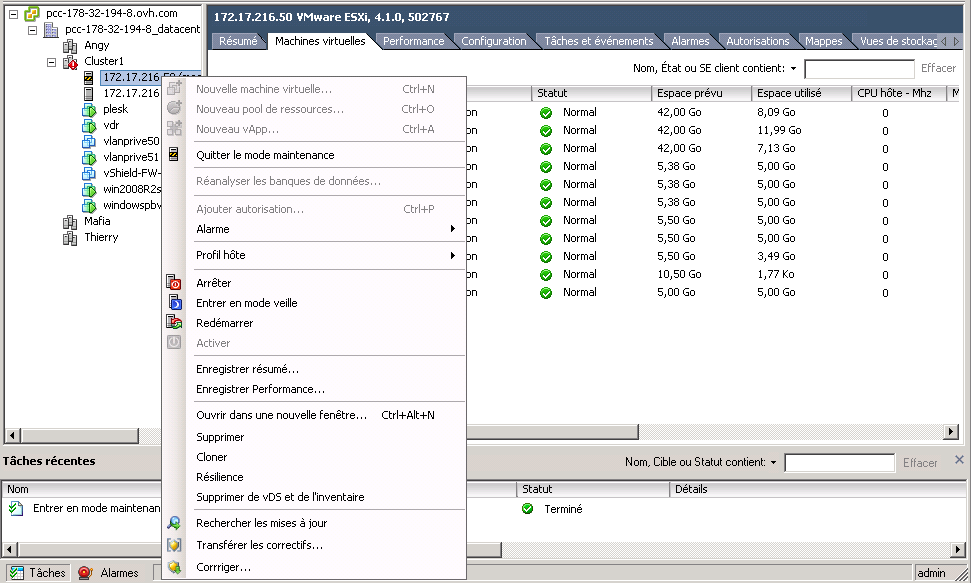 pcc-178-32-194-8.ovh.com
pcc-178-32-194-8_datacent
Angy
Cluster1
172.17.216.50
172.17.216
plesk
vdr
vlanprive50
vlanprive51
vShield-FW-
win2008R2s
windowspbv
Mafia
Thierry
172.17.216.50 VMware ESXi, 4.1.0, 502767
Résumé Machines virtuelles Performance Configuration Tâches et événements Alarmes Autorisations Mappes Vues de stockag
Nom, État ou SE client contient: Effacer
Statut Espace prévu Espace utilisé CPU hôte - Mhz M
on Normal 42,00 Go 8,09 Go 0
on Normal 42,00 Go 11,99 Go 0
on Normal 42,00 Go 7,13 Go 0
on Normal 5,38 Go 5,00 Go 0
on Normal 5,38 Go 5,00 Go 0
on Normal 5,38 Go 5,00 Go 0
on Normal 5,50 Go 5,00 Go 0
on Normal 5,50 Go 5,00 Go 0
on Normal 5,50 Go 3,49 Go 0
on Normal 10,50 Go 1,77 Ko 0
on Normal 5,00 Go 5,00 Go 0
Nouvelle machine virtuelle... Ctrl+N
Nouveau pool de ressources... Ctrl+O
Nouveau vApp... Ctrl+A
Quitter le mode maintenance
Réanalyser les banques de données...
Ajouter autorisation... Ctrl+P
Alarme
Profil hôte
Arrêter
Entrer en mode veille
Redémarrer
Activer
Enregistrer résumé...
Enregistrer Performance...
Ouvrir dans une nouvelle fenêtre... Ctrl+Alt+N
Supprimer
Cloner
Résilience
Supprimer de vDS et de l'inventaire
Rechercher les mises à jour
Transférer les correctifs...
Corrriger...
Tâches récentes
Nom, Cible ou Statut contient: Effacer
Nom Statut Détails
Entrer en mode maintenan Terminé
Tâches Alarmes admin